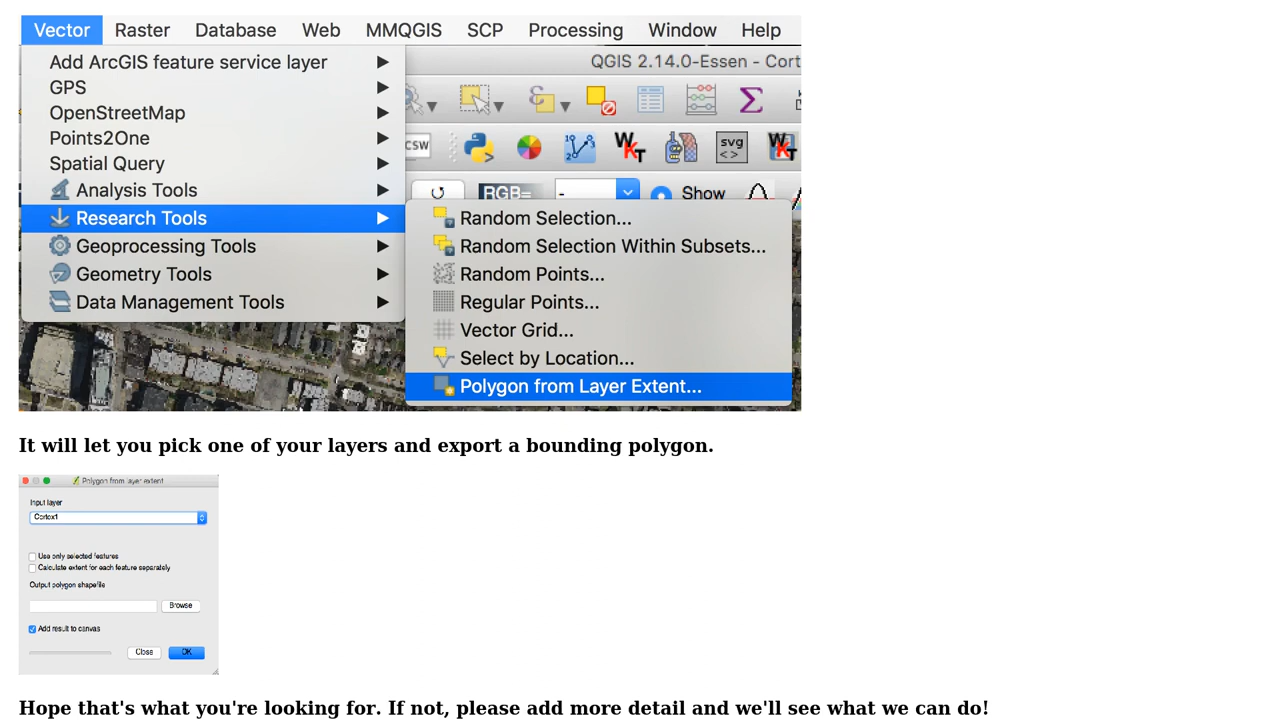 Vector Raster Database Web MMQGIS SCP Processing Window Help
Add ArcGIS feature service layer
QGIS 2.14.0-Essen - Cort
GPS
OpenStreetMap
Points2One
CSW
WKT
svg
<>
WKT
Spatial Query
Analysis Tools
RGB=
-
Show
Research Tools
Random Selection...
Geoprocessing Tools
Random Selection Within Subsets...
Geometry Tools
Random Points...
Data Management Tools
Regular Points...
Vector Grid...
Select by Location...
Polygon from Layer Extent...
It will let you pick one of your layers and export a bounding polygon.
Polygon from layer extent
Input layer
Cortex1
Use only selected features
Calculate extent for each feature separately
Output polygon shapefile
Browse
Add result to canvas
Close OK
Hope that's what you're looking for. If not, please add more detail and we'll see what we can do!